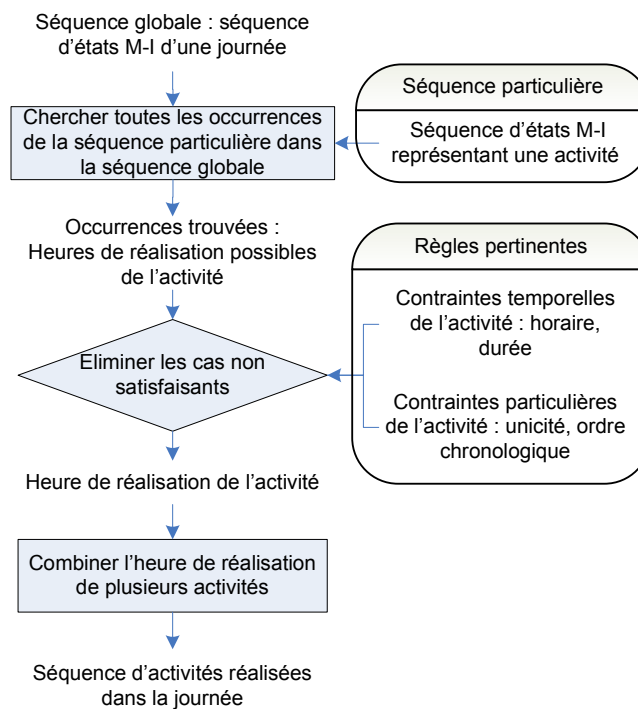 Séquence globale : séquence
d’états M-I d’une journée
Séquence particulière
Chercher toutes les occurrences
de la séquence particulière dans
la séquence globale
Séquence d’états M-I
représentant une activité
Occurrences trouvées :
Heures de réalisation possibles
de l’activité
Règles pertinentes
Contraintes temporelles
de l’activité : horaire,
durée
Eliminer les cas non
satisfaisants
Contraintes particulières
de l’activité : unicité, ordre
chronologique
Heure de réalisation de l’activité
Combiner l’heure de réalisation
de plusieurs activités
Séquence d’activités réalisées
dans la journée